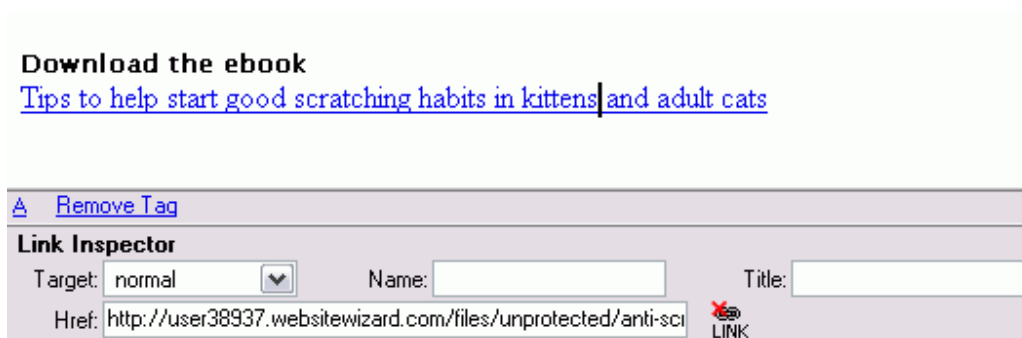 Download the ebook
Tips to help start good scratching habits in kittens and adult cats
A Remove Tag
Link Inspector
Target: normal Name: Title:
Href: http://user38937.websitewizard.com/files/unprotected/anti-scr LINK